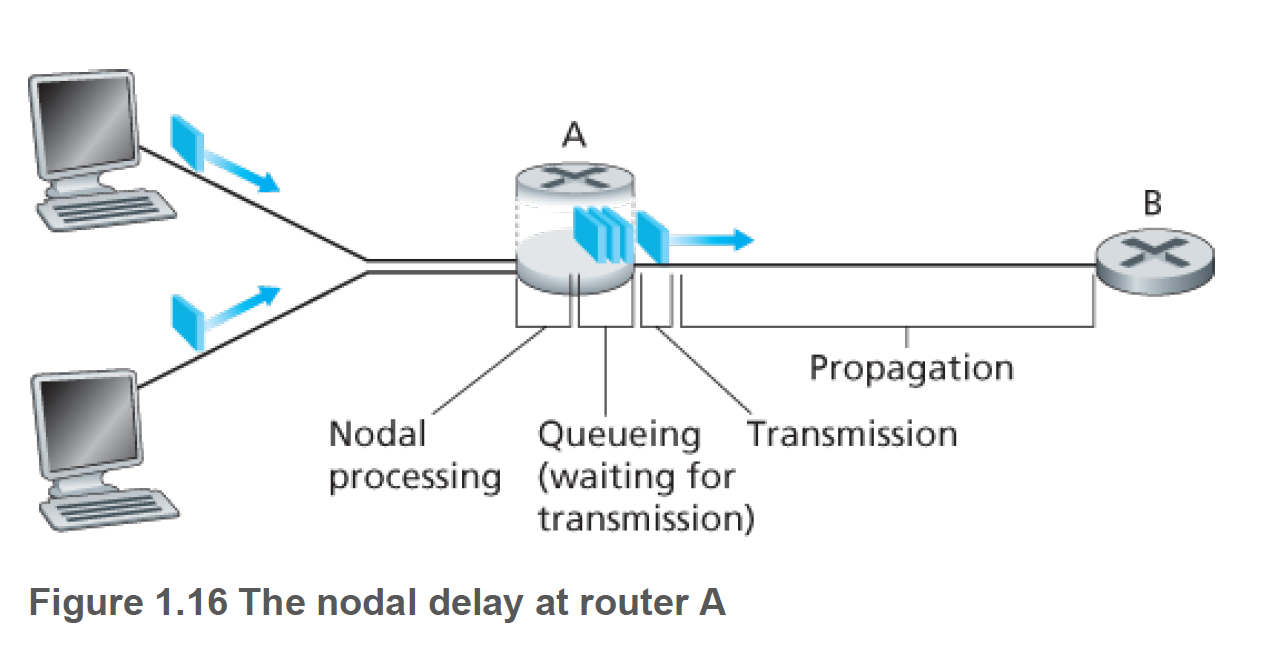 A
B
Propagation
Nodal
processing
Queueing
(waiting for
transmission)
Transmission
Figure 1.16 The nodal delay at router A